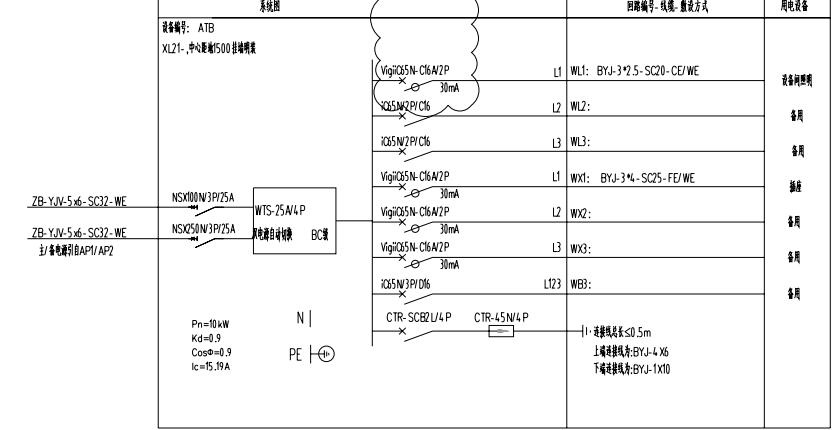 系统图
回路编号-线缆-敷设方式
用电设备
设备编号: ATB
XL21-,中心距地1500挂墙明装
VigiiC65N-C16A/2P
30mA
L1
WL1: BYJ-3*2.5-SC20-CE/WE
设备间照明
iC65N/2P/C16
L2
WL2:
备用
iC65N/2P/C16
L3
WL3:
备用
VigiiC65N-C16A/2P
30mA
L1
WX1: BYJ-3*4-SC25-FE/WE
插座
VigiiC65N-C16A/2P
30mA
L2
WX2:
备用
VigiiC65N-C16A/2P
30mA
L3
WX3:
备用
iC65N/3P/D16
L123
WB3:
备用
ZB-YJV-5x6-SC32-WE
NSX100N/3P/25A
ZB-YJV-5x6-SC32-WE
NSX250N/3P/25A
主/备电源引自AP1/AP2
WTS-25A/4P
双电源自动切换 BC级
CTR-SCB2L/4P
CTR-45N/4P
连接线总长≤0.5m
上端连接线为:BYJ-4X6
下端连接线为:BYJ-1X10
Pn=10kW
Kd=0.9
CosΦ=0.9
Ic=15.19A
N
PE